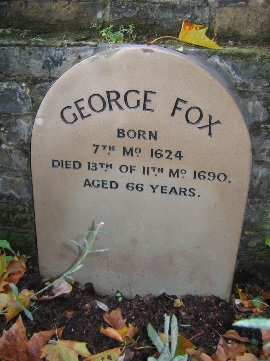 GEORGE FOX
BORN
7TH MO 1624
DIED 13TH OF 11TH MO 1690.
AGED 66 YEARS.